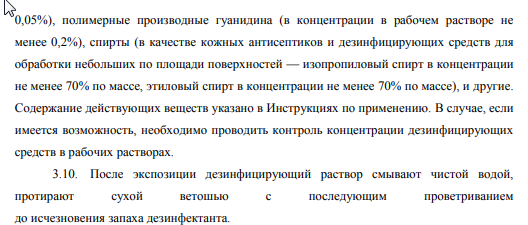 0,05%), полимерные производные гуанидина (в концентрации в рабочем растворе не
менее 0,2%), спирты (в качестве кожных антисептиков и дезинфицирующих средств для
обработки небольших по площади поверхностей — изопропиловый спирт в концентрации
не менее 70% по массе, этиловый спирт в концентрации не менее 70% по массе), и другие.
Содержание действующих веществ указано в Инструкциях по применению. В случае, если
имеется возможность, необходимо проводить контроль концентрации дезинфицирующих
средств в рабочих растворах.
3.10. После экспозиции дезинфицирующий раствор смывают чистой водой,
протирают сухой ветошью с последующим проветриванием
до исчезновения запаха дезинфектанта.